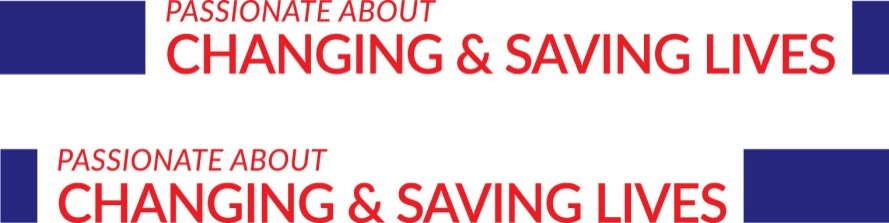 PASSIONATE ABOUT
CHANGING & SAVING LIVES
PASSIONATE ABOUT
CHANGING & SAVING LIVES